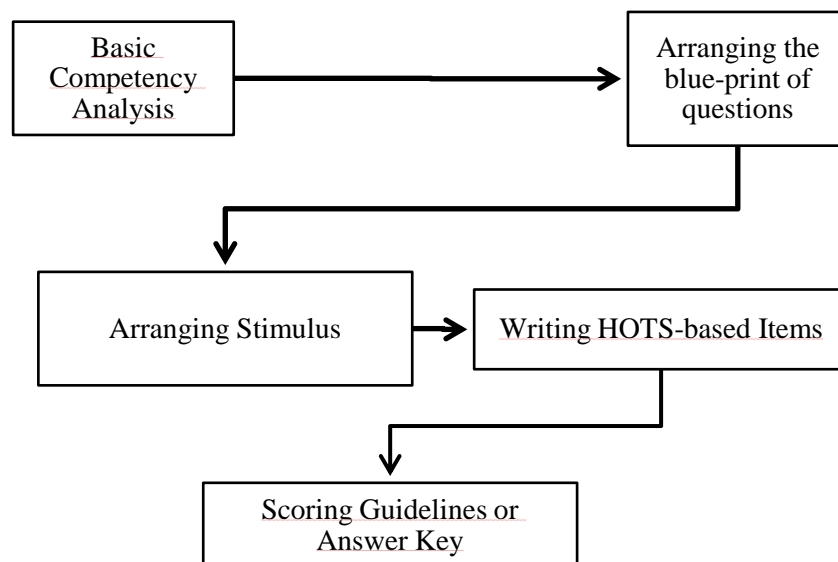 Basic
Competency
Analysis
Arranging the
blue-print of
questions
Arranging Stimulus
Writing HOTS-based Items
Scoring Guidelines or
Answer Key